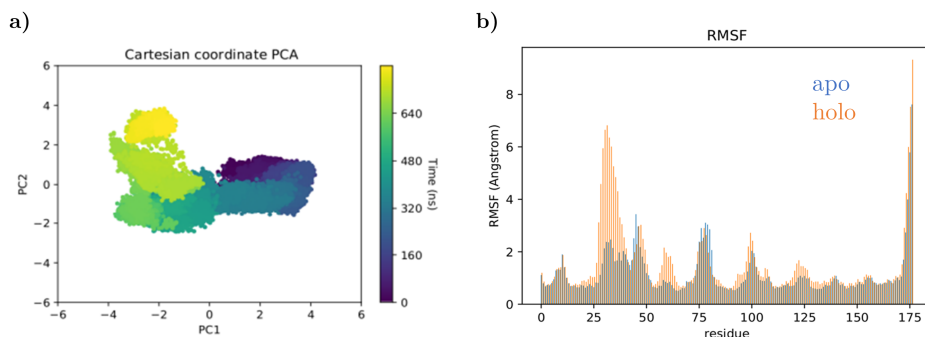 a)
Cartesian coordinate PCA
6
4
2
0
−2
−4
−6
PC2
−6
−4
−2
0
2
4
6
PC1
640
480
320
160
0
Time (ns)
b)
RMSF
apo
holo
8
6
4
2
0
RMSF (Angstrom)
0
25
50
75
100
125
150
175
residue